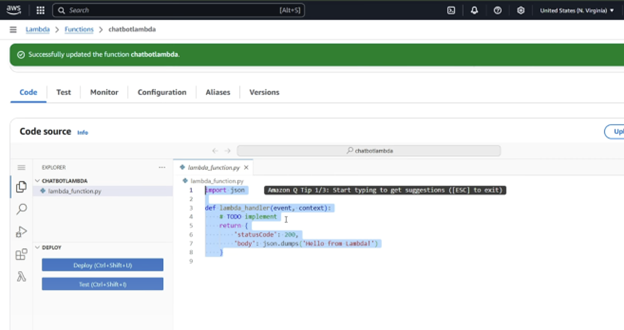 aws Search [Alt+S] United States (N. Virginia)
Lambda > Functions > chatbotlambda
Successfully updated the function chatbotlambda.
Code Test Monitor Configuration Aliases Versions
Code source Info Upl
chatbotlambda
EXPLORER ... lambda_function.py ×
CHATBOTLAMBDA lambda_function.py
lambda_function.py 1 import json Amazon Q Tip 1/3: Start typing to get suggestions ([ESC] to exit)
2
3 def lambda_handler(event, context):
4 # TODO implement
5 return {
6 'statusCode': 200,
DEPLOY 7 'body': json.dumps('Hello from Lambda!')
Deploy (Ctrl+Shift+U) 8 }
9
Test (Ctrl+Shift+I)